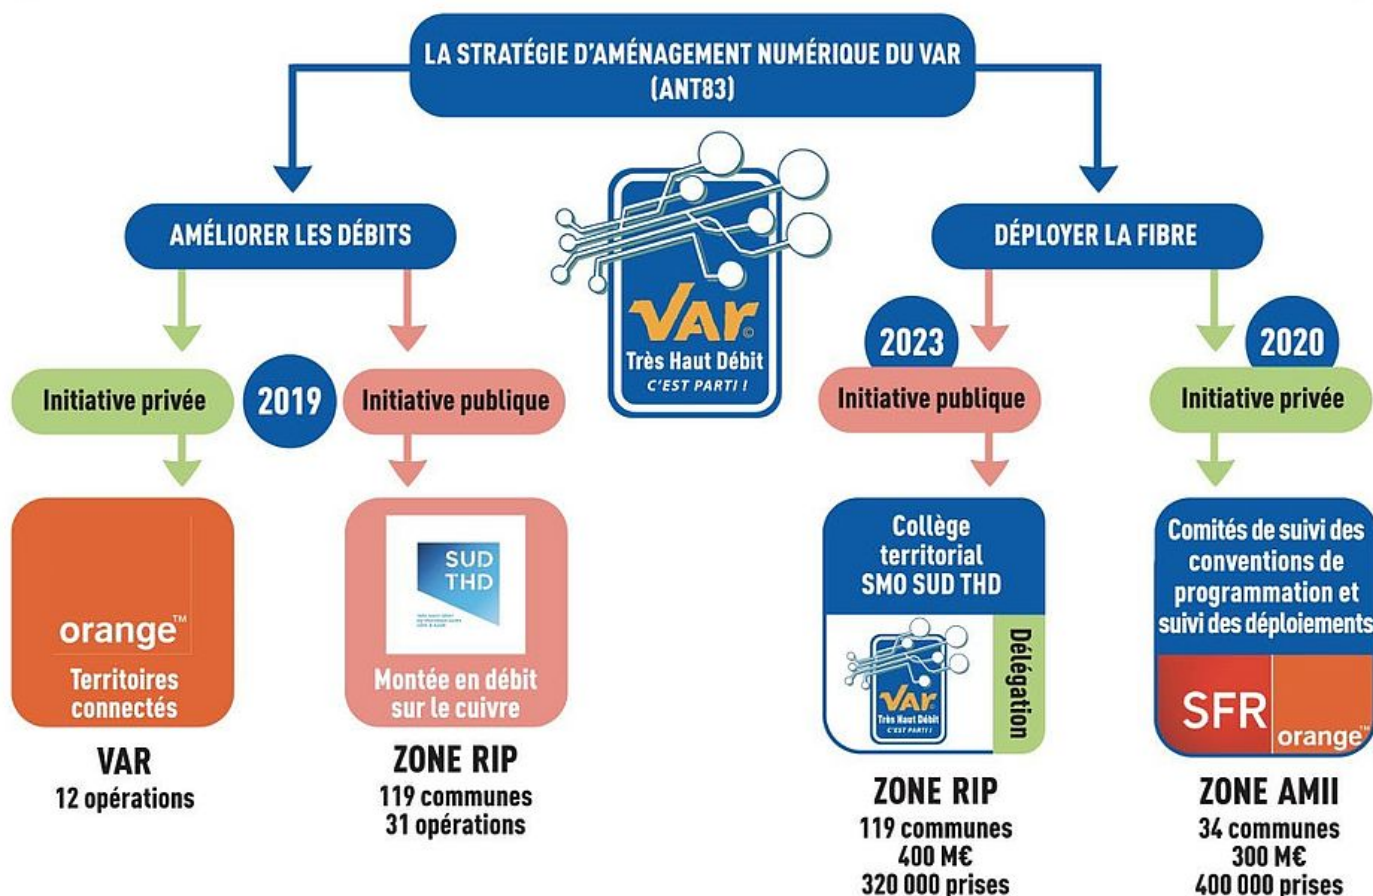 LA STRATÉGIE D'AMÉNAGEMENT NUMÉRIQUE DU VAR
(ANT83)
AMÉLIORER LES DÉBITS
DÉPLOYER LA FIBRE
VAR©
Très Haut Débit
C'EST PARTI !
Initiative privée
2019
Initiative publique
2023
Initiative publique
2020
Initiative privée
orange™
Territoires
connectés
VAR
12 opérations
SUD
THD
Montée en débit
sur le cuivre
ZONE RIP
119 communes
31 opérations
Collège
territorial
SMO SUD THD
VAR
Très Haut Débit
C'EST PARTI !
Délégation
ZONE RIP
119 communes
400 M€
320 000 prises
Comités de suivi des
conventions de
programmation et
suivi des déploiements
SFR
orange™
ZONE AMII
34 communes
300 M€
400 000 prises